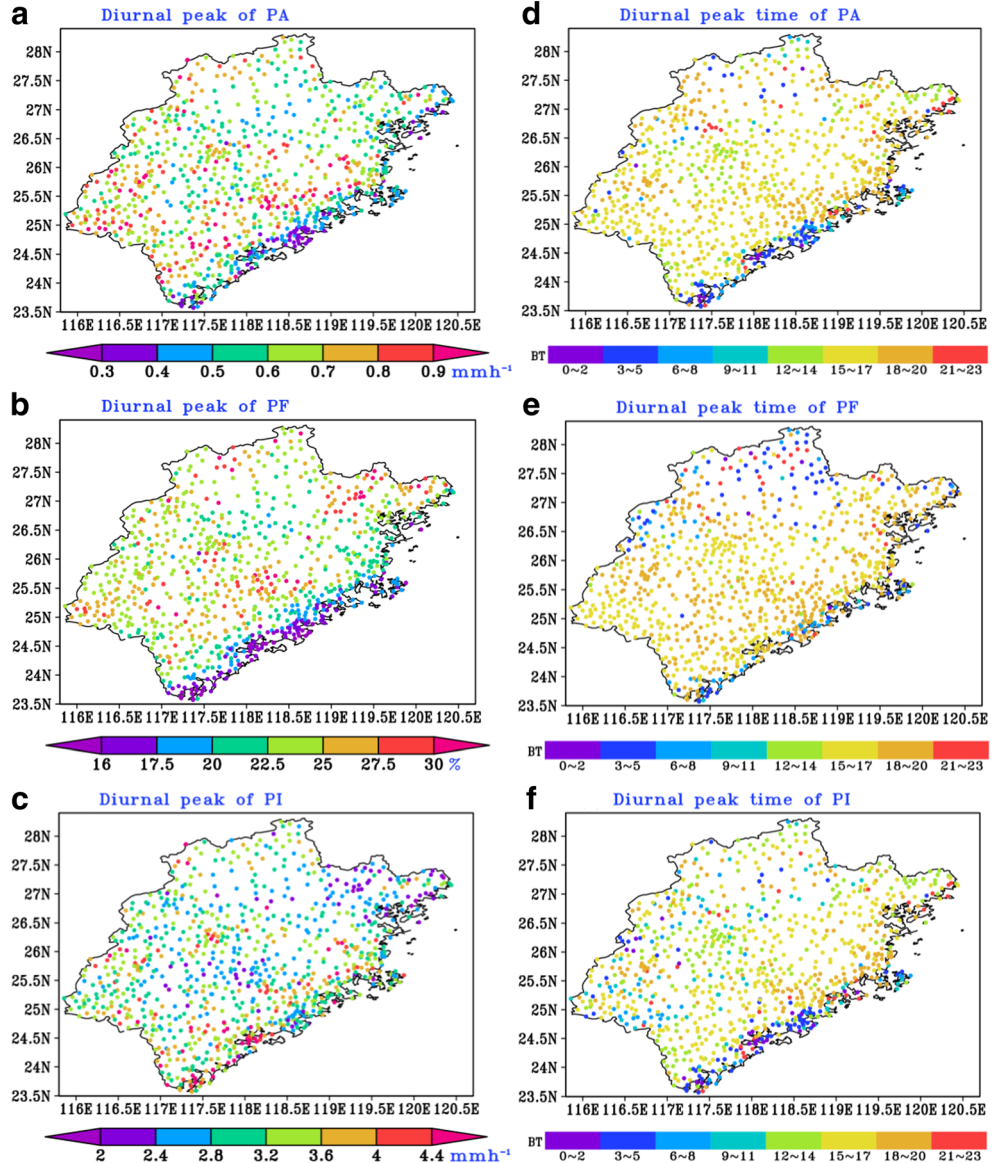 a
Diurnal peak of PA
28N
27.5N
27N
26.5N
26N
25.5N
25N
24.5N
24N
23.5N
116E 116.5E 117E 117.5E 118E 118.5E 119E 119.5E 120E 120.5E
0.3 0.4 0.5 0.6 0.7 0.8 0.9 mmh⁻¹
d
Diurnal peak time of PA
28N
27.5N
27N
26.5N
26N
25.5N
25N
24.5N
24N
23.5N
116E 116.5E 117E 117.5E 118E 118.5E 119E 119.5E 120E 120.5E
BT
0~2 3~5 6~8 9~11 12~14 15~17 18~20 21~23
b
Diurnal peak of PF
28N
27.5N
27N
26.5N
26N
25.5N
25N
24.5N
24N
23.5N
116E 116.5E 117E 117.5E 118E 118.5E 119E 119.5E 120E 120.5E
16 17.5 20 22.5 25 27.5 30 %
e
Diurnal peak time of PF
28N
27.5N
27N
26.5N
26N
25.5N
25N
24.5N
24N
23.5N
116E 116.5E 117E 117.5E 118E 118.5E 119E 119.5E 120E 120.5E
BT
0~2 3~5 6~8 9~11 12~14 15~17 18~20 21~23
c
Diurnal peak of PI
28N
27.5N
27N
26.5N
26N
25.5N
25N
24.5N
24N
23.5N
116E 116.5E 117E 117.5E 118E 118.5E 119E 119.5E 120E 120.5E
2 2.4 2.8 3.2 3.6 4 4.4 mmh⁻¹
f
Diurnal peak time of PI
28N
27.5N
27N
26.5N
26N
25.5N
25N
24.5N
24N
23.5N
116E 116.5E 117E 117.5E 118E 118.5E 119E 119.5E 120E 120.5E
BT
0~2 3~5 6~8 9~11 12~14 15~17 18~20 21~23